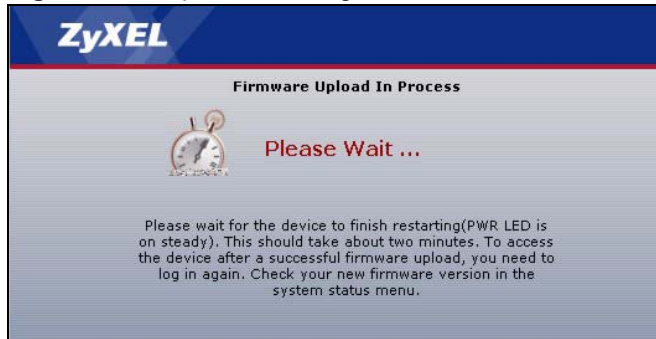 ZyXEL
Firmware Upload In Process
Please Wait ...
Please wait for the device to finish restarting(PWR LED is
on steady). This should take about two minutes. To access
the device after a successful firmware upload, you need to
log in again. Check your new firmware version in the
system status menu.